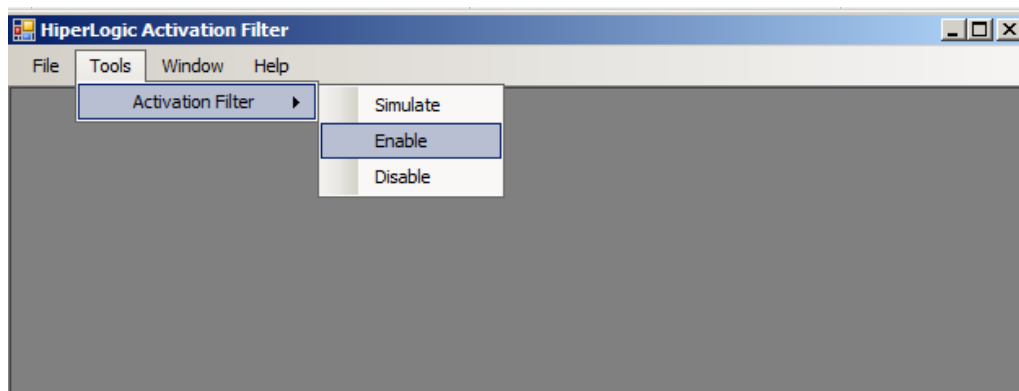 HiperLogic Activation Filter
File Tools Window Help
Activation Filter
Simulate
Enable
Disable